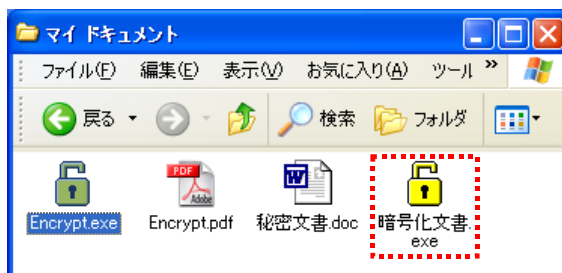 マイ ドキュメント
ファイル(F) 編集(E) 表示(V) お気に入り(A) ツール »
戻る 検索 フォルダ
PDF
Adobe
W
Encrypt.exe Encrypt.pdf 秘密文書.doc 暗号化文書.
exe